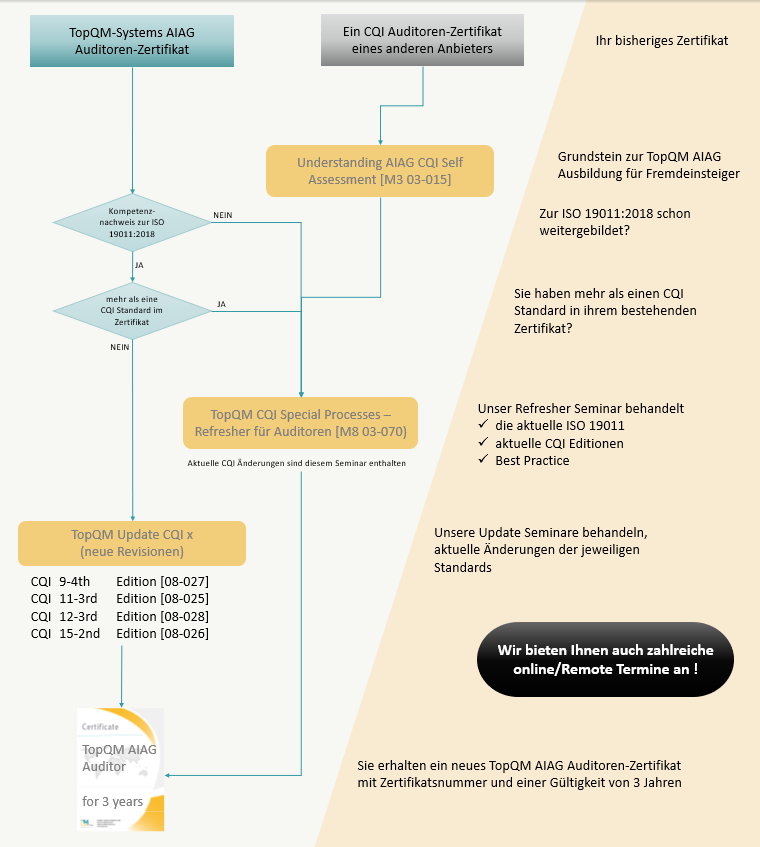 TopQM-Systems AIAG
Auditoren-Zertifikat
Ein CQI Auditoren-Zertifikat
eines anderen Anbieters
Ihr bisheriges Zertifikat
Understanding AIAG CQI Self
Assessment [M3 03-015]
Grundstein zur TopQM AIAG
Ausbildung für Fremdeinsteiger
Kompetenz-
nachweis zur ISO
19011:2018
NEIN
Zur ISO 19011:2018 schon
weitergebildet?
JA
mehr als eine
CQI Standard im
Zertifikat
JA
NEIN
Sie haben mehr als einen CQI
Standard in ihrem bestehenden
Zertifikat?
TopQM CQI Special Processes –
Refresher für Auditoren [M8 03-070)
Aktuelle CQI Änderungen sind diesem Seminar enthalten
Unser Refresher Seminar behandelt
✓ die aktuelle ISO 19011
✓ aktuelle CQI Editionen
✓ Best Practice
TopQM Update CQI x
(neue Revisionen)
CQI 9-4th Edition [08-027]
CQI 11-3rd Edition [08-025]
CQI 12-3rd Edition [08-028]
CQI 15-2nd Edition [08-026]
Unsere Update Seminare behandeln,
aktuelle Änderungen der jeweiligen
Standards
Wir bieten Ihnen auch zahlreiche
online/Remote Termine an !
Certificate
TopQM AIAG
Auditor
for 3 years
Sie erhalten ein neues TopQM AIAG Auditoren-Zertifikat
mit Zertifikatsnummer und einer Gültigkeit von 3 Jahren